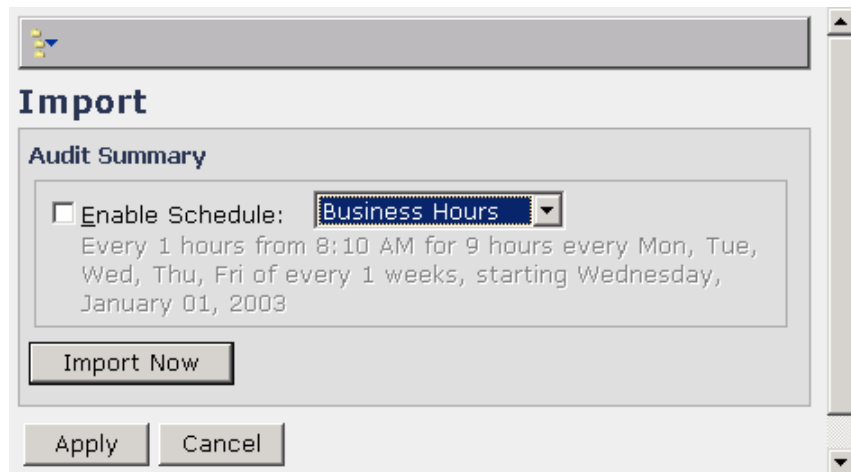 Import
Audit Summary
Enable Schedule: Business Hours
Every 1 hours from 8:10 AM for 9 hours every Mon, Tue,
Wed, Thu, Fri of every 1 weeks, starting Wednesday,
January 01, 2003
Import Now
Apply Cancel